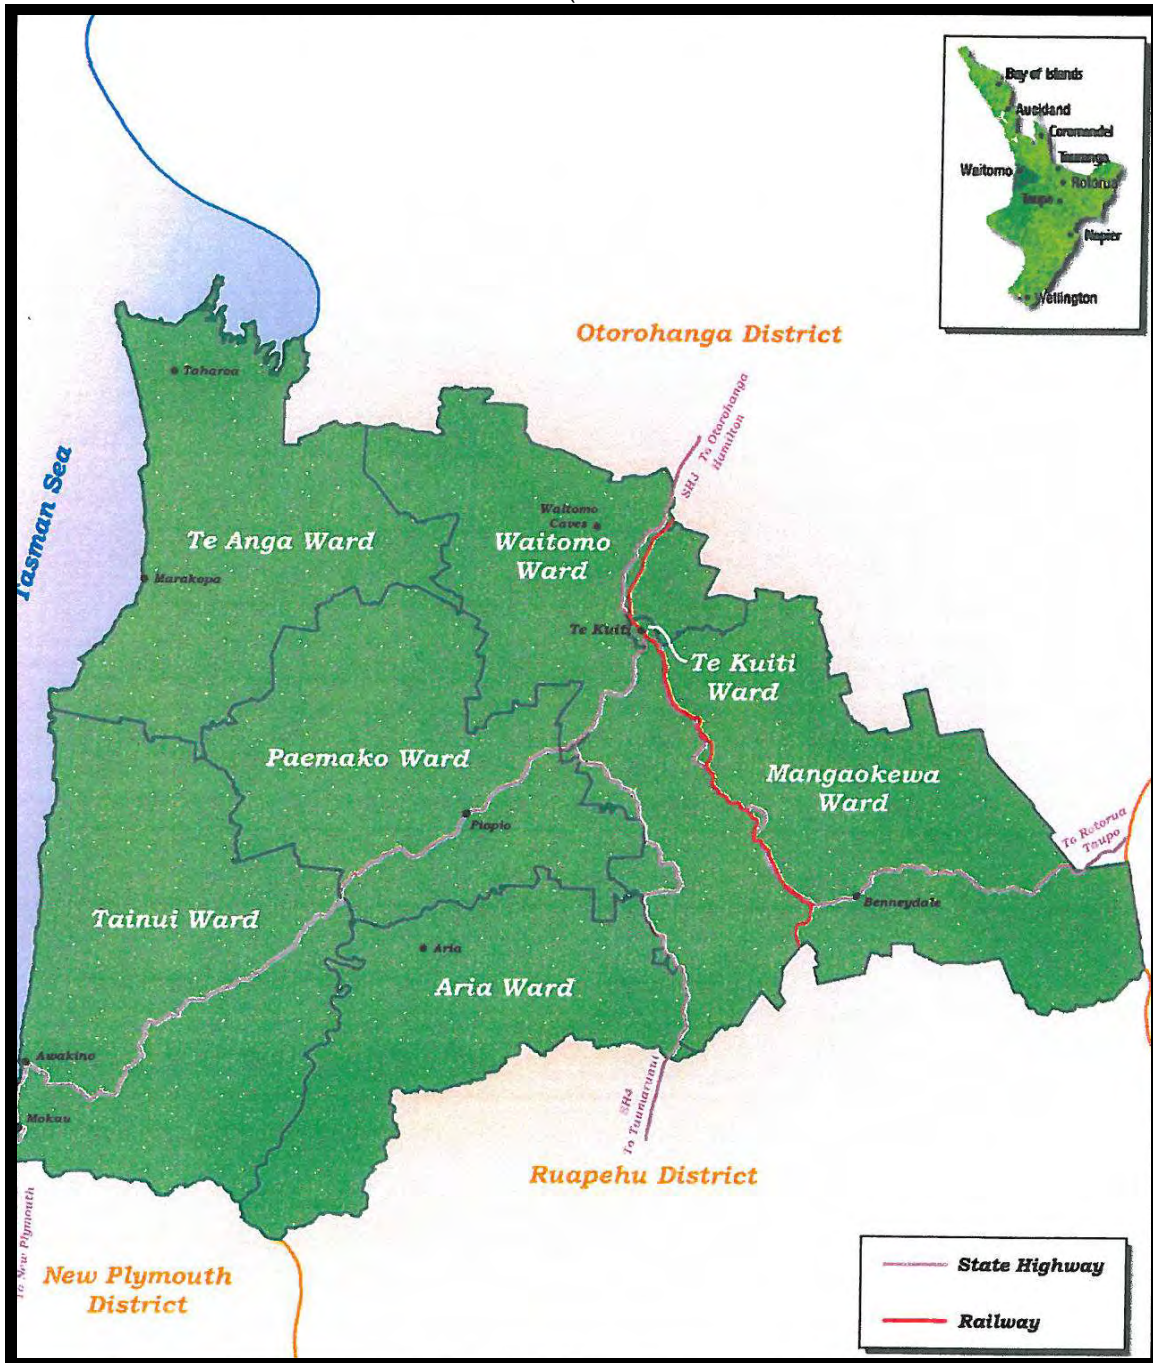 Bay of Islands
Auckland
Coromandel
Tauranga
Waitomo
Rotorua
Taupo
Napier
Wellington
Otorohanga District
To Otorohanga
Hamilton
SH3
Taharoa
Tasman Sea
Waitomo
Caves
Te Anga Ward
Waitomo
Ward
Marakopa
Te Kuiti
Te Kuiti
Ward
Paemako Ward
Mangaokewa
Ward
Piopio
To Rotorua
Taupo
Benneydale
Tainui Ward
Aria
Aria Ward
Awakino
Mokau
SH4
To Taumarunui
Ruapehu District
To New Plymouth
New Plymouth
District
State Highway
Railway